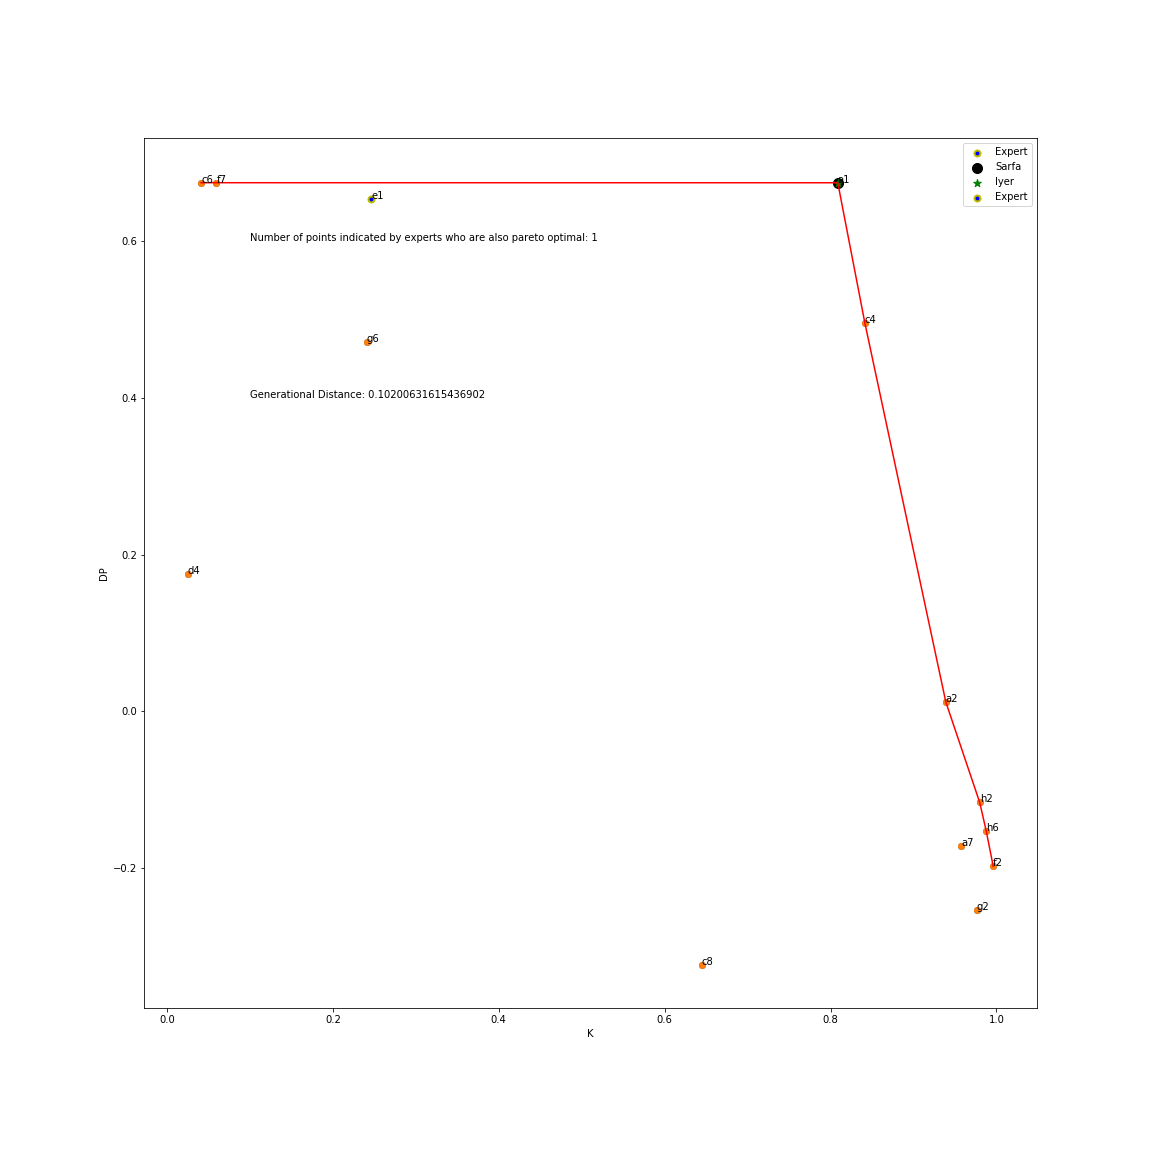 Expert
Sarfa
Iyer
Expert
c6 f7
e1
Number of points indicated by experts who are also pareto optimal: 1
c4
g6
Generational Distance: 0.10200631615436902
d4
a2
h2
h6
a7
f2
g2
c8
0.6
0.4
0.2
0.0
−0.2
DP
0.0 0.2 0.4 0.6 0.8 1.0
K